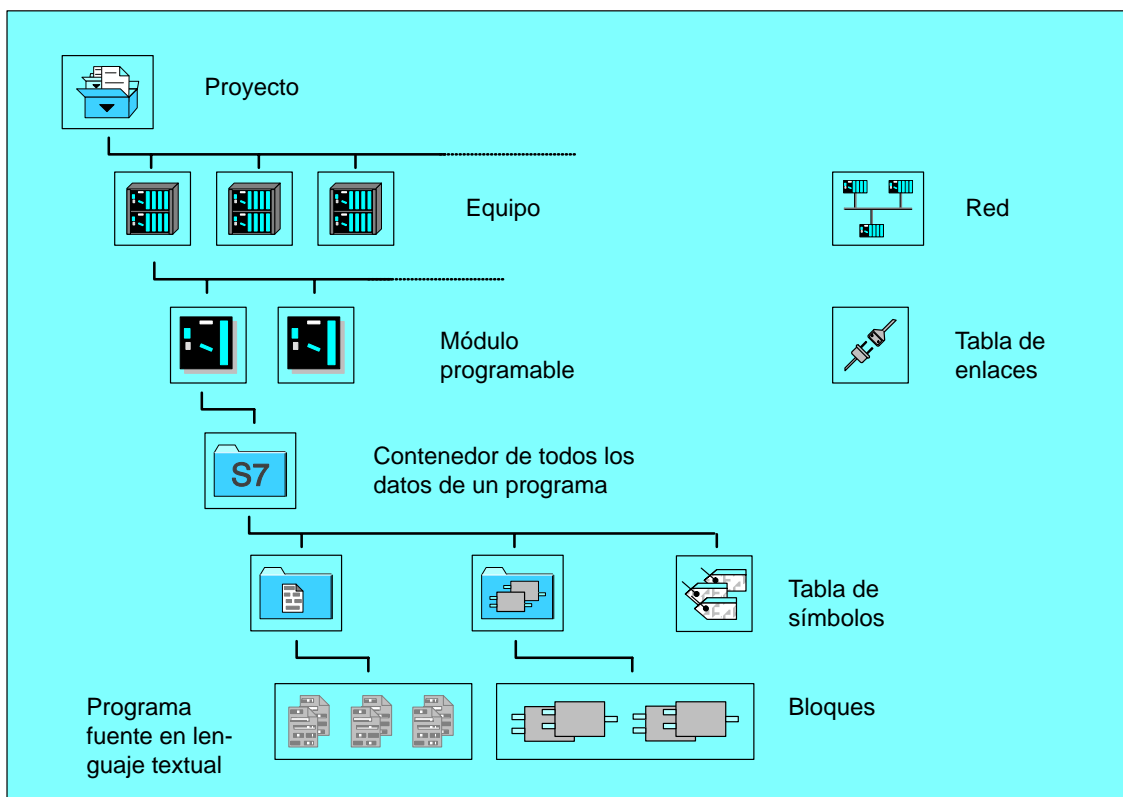 Proyecto
Equipo
Red
Módulo
programable
Tabla de
enlaces
S7
Contenedor de todos los
datos de un programa
Tabla de
símbolos
Programa
fuente en len-
guaje textual
Bloques